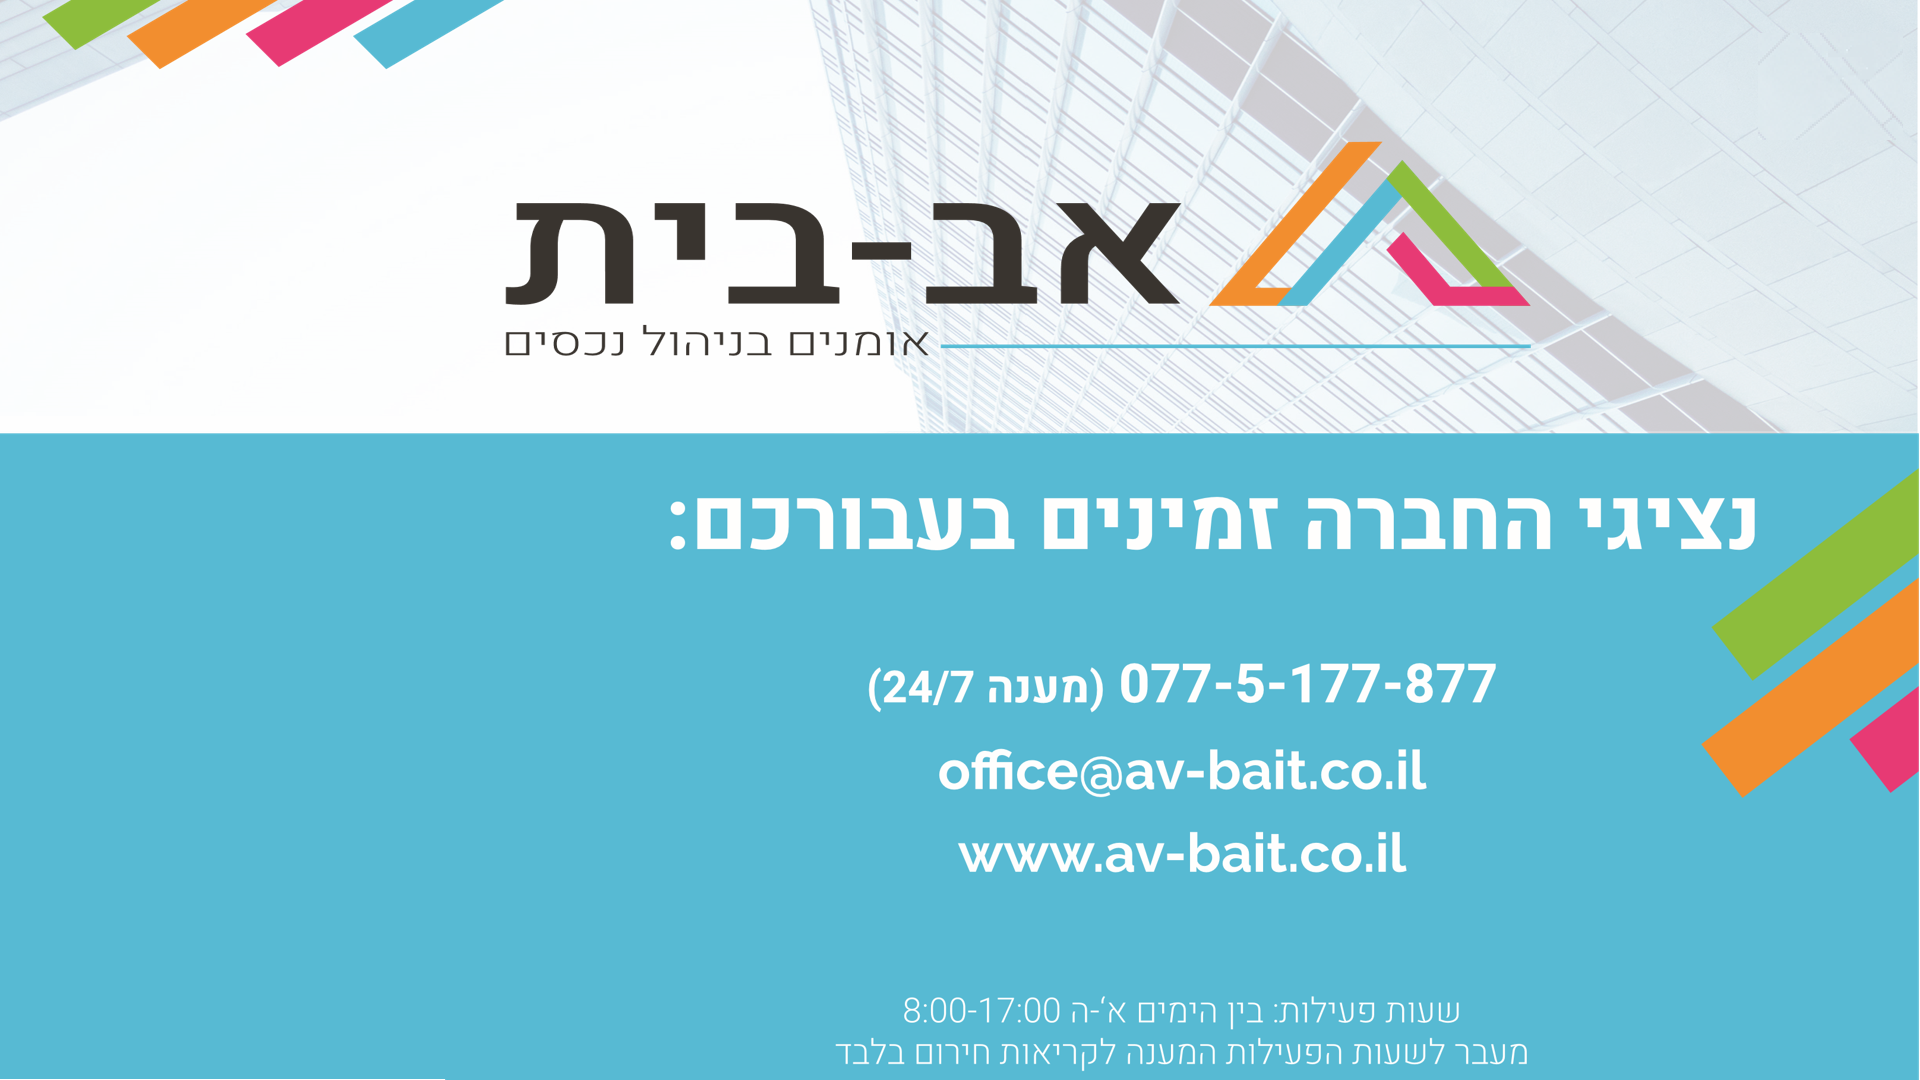 אב-בית
אומנים בניהול נכסים
נציגי החברה זמינים בעבורכם:
077-5-177-877 (מענה 24/7)
office@av-bait.co.il
www.av-bait.co.il
שעות פעילות: בין הימים א‘-ה 8:00-17:00
מעבר לשעות הפעילות המענה לקריאות חירום בלבד